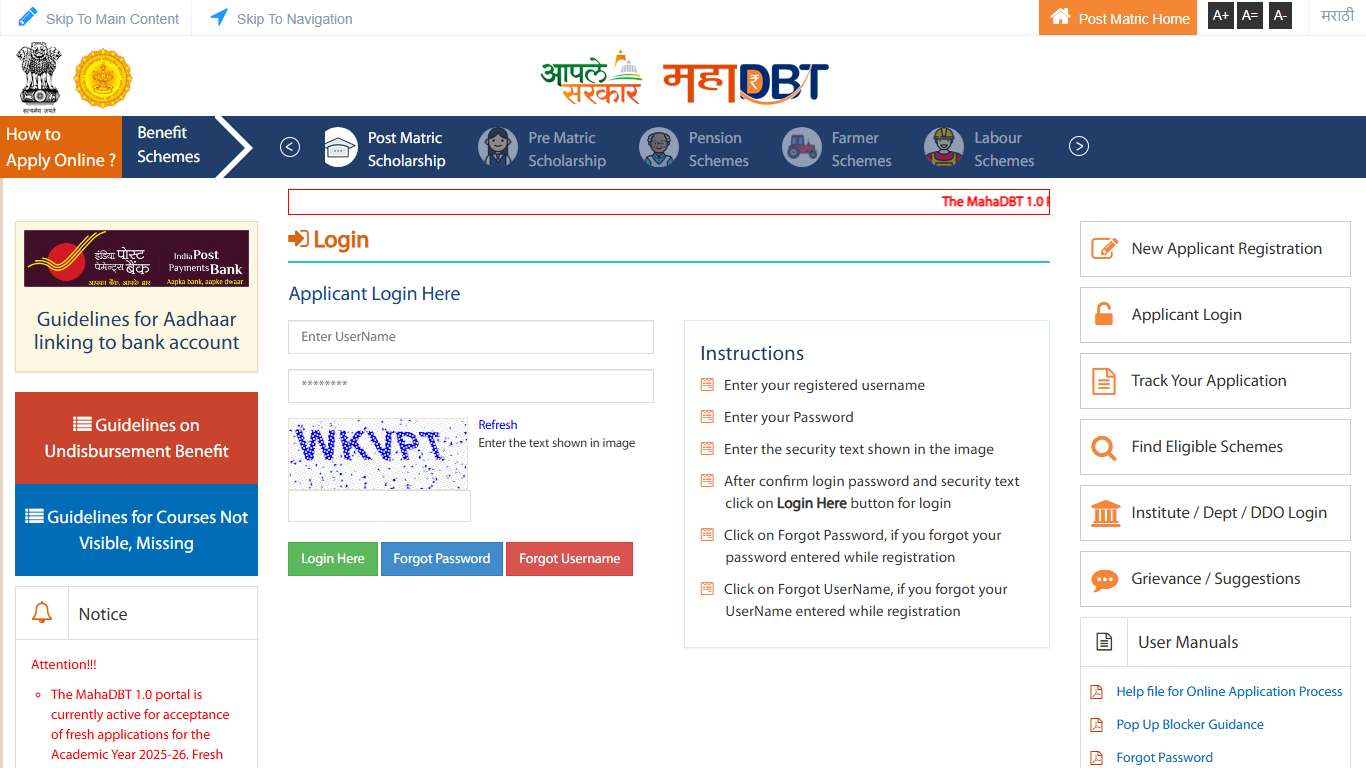 Skip To Main Content
Skip To Navigation
Post Matric Home
A+
A=
A-
मराठी
सत्यमेव जयते
आपले
सरकार
महाDBT
How to
Apply Online ?
Benefit
Schemes
Post Matric
Scholarship
Pre Matric
Scholarship
Pension
Schemes
Farmer
Schemes
Labour
Schemes
The MahaDBT 1.0
इंडिया पोस्ट
पेमेन्ट्स बैंक
India Post
Payments Bank
आपका बैंक, आपके द्वार
Aapka bank, aapke dwaar
Guidelines for Aadhaar
linking to bank account
Guidelines on
Undisbursement Benefit
Guidelines for Courses Not
Visible, Missing
Notice
Attention!!!
The MahaDBT 1.0 portal is
currently active for acceptance
of fresh applications for the
Academic Year 2025-26. Fresh
Login
Applicant Login Here
Enter UserName
********
WKVPT
Refresh
Enter the text shown in image
Login Here
Forgot Password
Forgot Username
Instructions
Enter your registered username
Enter your Password
Enter the security text shown in the image
After confirm login password and security text
click on Login Here button for login
Click on Forgot Password, if you forgot your
password entered while registration
Click on Forgot UserName, if you forgot your
UserName entered while registration
New Applicant Registration
Applicant Login
Track Your Application
Find Eligible Schemes
Institute / Dept / DDO Login
Grievance / Suggestions
User Manuals
Help file for Online Application Process
Pop Up Blocker Guidance
Forgot Password